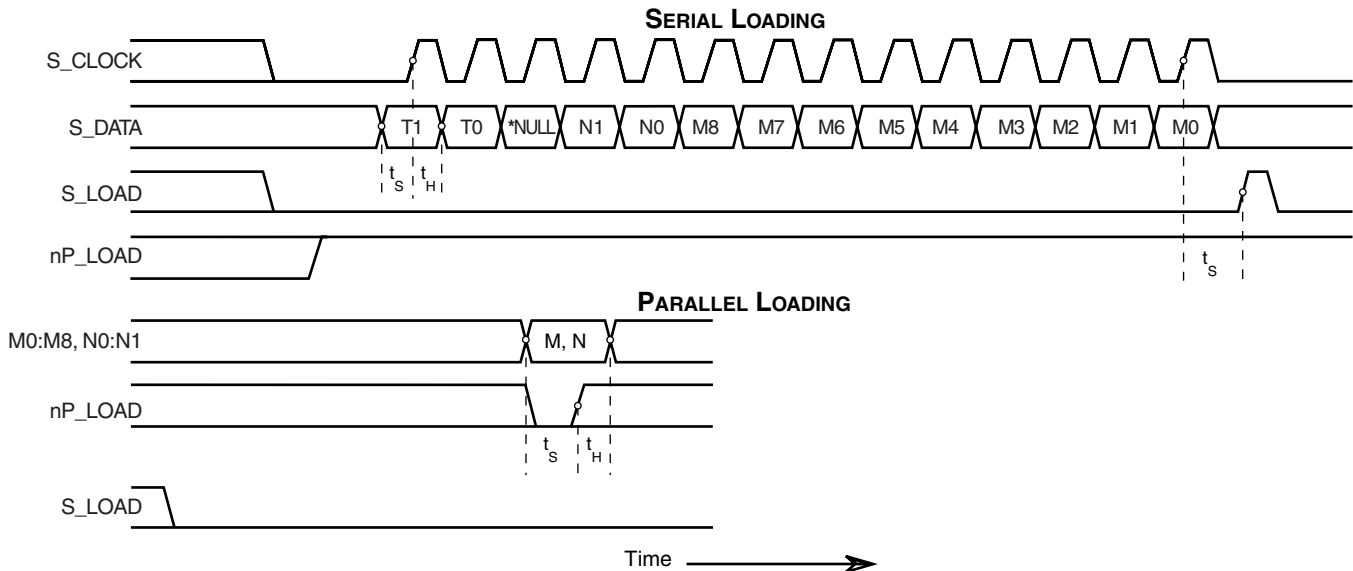 SERIAL LOADING
S_CLOCK
S_DATA T1 T0 *NULL N1 N0 M8 M7 M6 M5 M4 M3 M2 M1 M0
tS tH
S_LOAD
nP_LOAD
tS
PARALLEL LOADING
M0:M8, N0:N1 M, N
nP_LOAD
tS tH
S_LOAD
Time